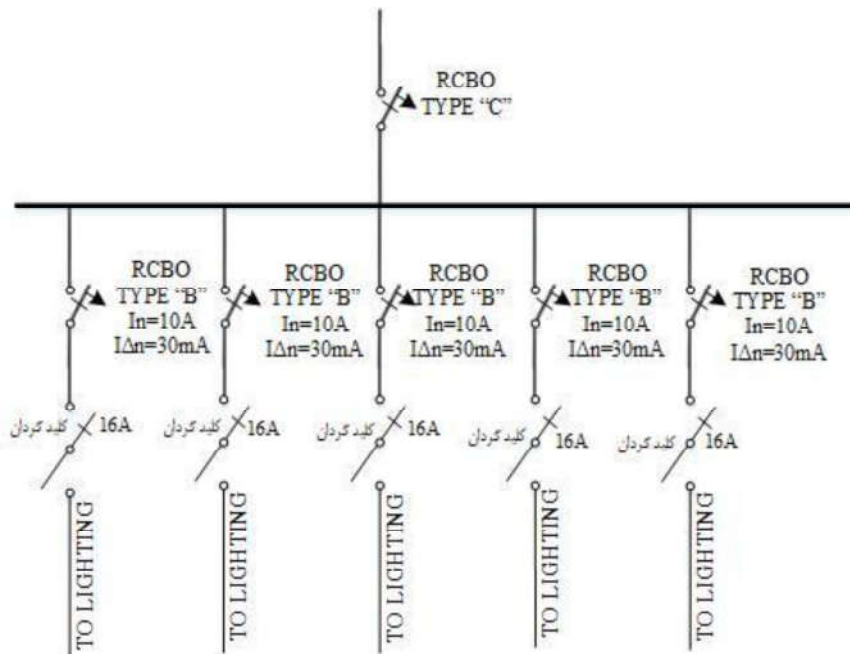 RCBO
TYPE “C”
RCBO
TYPE “B”
In=10A
IΔn=30mA
RCBO
TYPE “B”
In=10A
IΔn=30mA
RCBO
TYPE “B”
In=10A
IΔn=30mA
RCBO
TYPE “B”
In=10A
IΔn=30mA
RCBO
TYPE “B”
In=10A
IΔn=30mA
کلید گردان
16A
کلید گردان
16A
کلید گردان
16A
کلید گردان
16A
کلید گردان
16A
TO LIGHTING
TO LIGHTING
TO LIGHTING
TO LIGHTING
TO LIGHTING